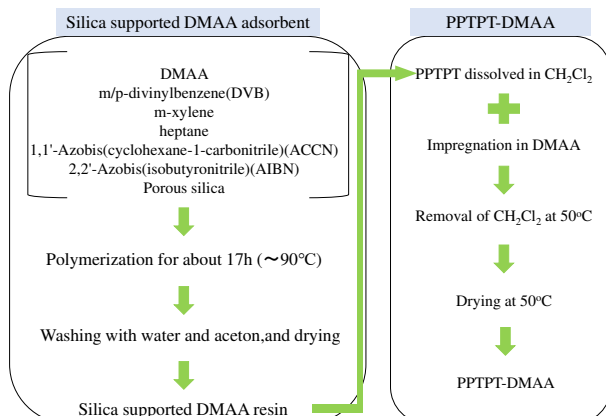 Silica supported DMAA adsorbent
DMAA
m/p-divinylbenzene(DVB)
m-xylene
heptane
1,1'-Azobis(cyclohexane-1-carbonitrile)(ACCN)
2,2'-Azobis(isobutyronitrile)(AIBN)
Porous silica
Polymerization for about 17h (～90℃)
Washing with water and aceton,and drying
Silica supported DMAA resin
PPTPT-DMAA
PPTPT dissolved in CH₂Cl₂
Impregnation in DMAA
Removal of CH₂Cl₂ at 50°C
Drying at 50°C
PPTPT-DMAA